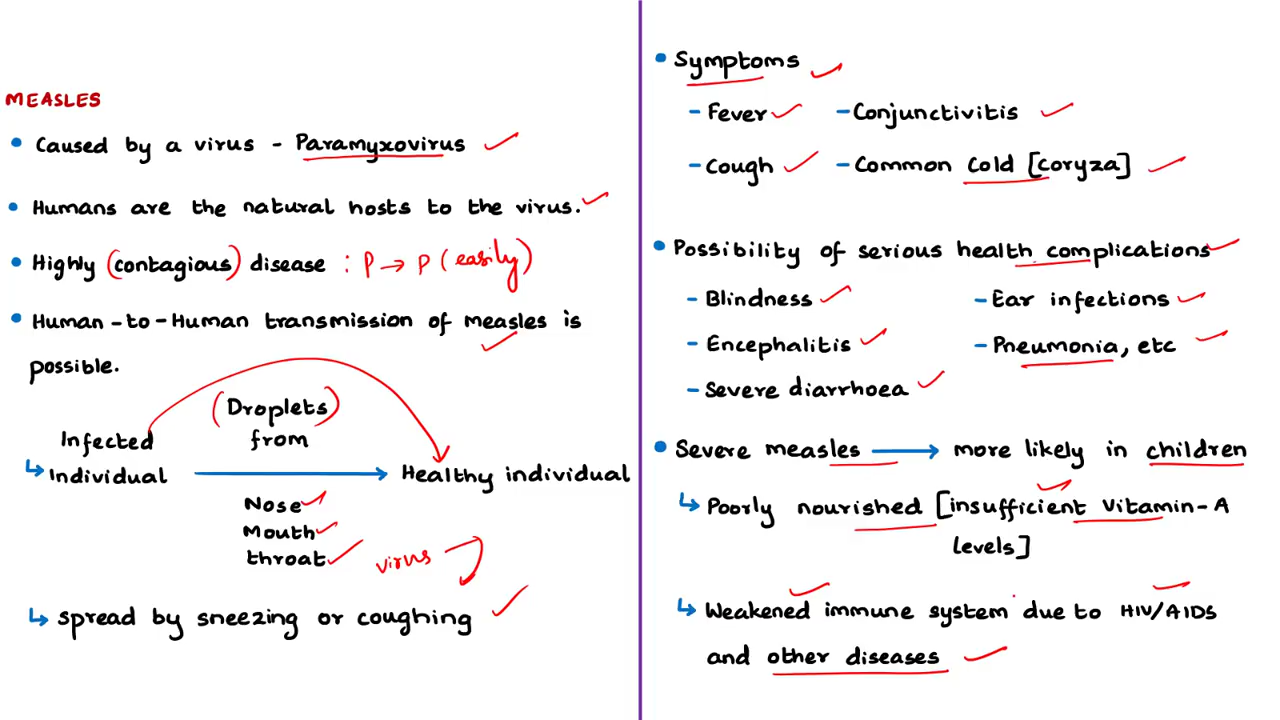 MEASLES
• Caused by a virus - Paramyxovirus
• Humans are the natural hosts to the virus.
• Highly (contagious) disease : P → P (easily)
• Human-to-Human transmission of measles is
possible.
(Droplets)
from
Infected
↳ Individual → Healthy individual
Nose
Mouth
throat
virus
↳ spread by sneezing or coughing
• Symptoms
- Fever - Conjunctivitis
- Cough - Common Cold [coryza]
• Possibility of serious health complications
- Blindness - Ear infections
- Encephalitis - Pneumonia, etc
- Severe diarrhoea
• Severe measles → more likely in children
↳ Poorly nourished [insufficient Vitamin-A
levels]
↳ Weakened immune system due to HIV/AIDS
and other diseases